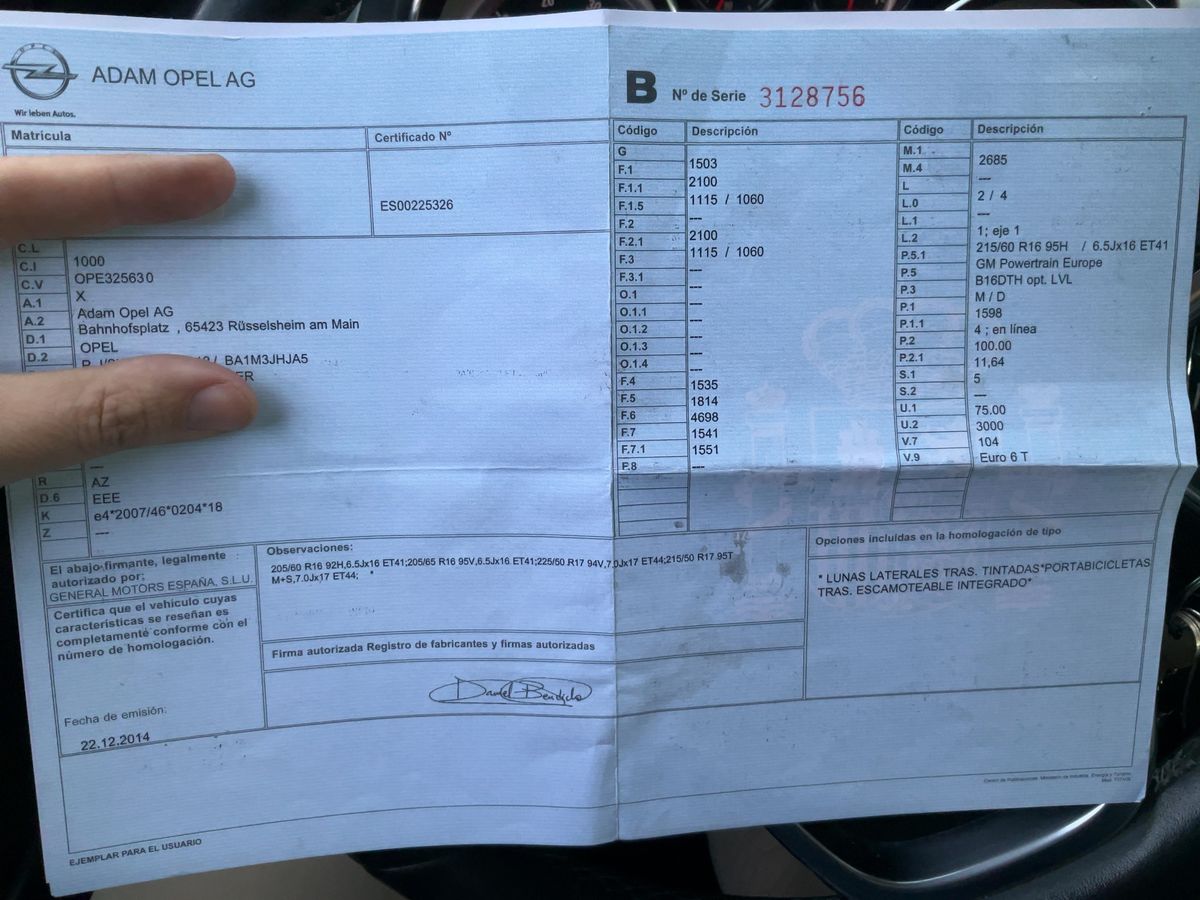 OPEL
ADAM OPEL AG
Wir leben Autos.
B Nº de Serie 3128756
Matrícula
Certificado Nº
ES00225326
C.L
C.I 1000
C.V OPE325630
A.1 X
A.2 Adam Opel AG
D.1 Bahnhofsplatz , 65423 Rüsselsheim am Main
D.2 OPEL
/ BA1M3JHJA5
ER
---
R AZ
D.6 EEE
K e4*2007/46*0204*18
Z ---
Código Descripción
G 1503
F.1 2100
F.1.1 1115 / 1060
F.1.5 ---
F.2 2100
F.2.1 1115 / 1060
F.3 ---
F.3.1 ---
O.1 ---
O.1.1 ---
O.1.2 ---
O.1.3 ---
O.1.4 ---
F.4 1535
F.5 1814
F.6 4698
F.7 1541
F.7.1 1551
P.8 ---
Código Descripción
M.1 2685
M.4 ---
L 2 / 4
L.0 ---
L.1 1; eje 1
L.2 215/60 R16 95H / 6.5Jx16 ET41
P.5.1 GM Powertrain Europe
P.5 B16DTH opt. LVL
P.3 M / D
P.1 1598
P.1.1 4 ; en línea
P.2 100.00
P.2.1 11,64
S.1 5
S.2 ---
U.1 75.00
U.2 3000
V.7 104
V.9 Euro 6 T
El abajo firmante, legalmente
autorizado por;
GENERAL MOTORS ESPAÑA, S.L.U.
Certifica que el vehículo cuyas
características se reseñan es
completamente conforme con el
número de homologación.
Fecha de emisión:
22.12.2014
Observaciones:
205/60 R16 92H,6.5Jx16 ET41;205/65 R16 95V,6.5Jx16 ET41;225/50 R17 94V,7.0Jx17 ET44;215/50 R17 95T
M+S,7.0Jx17 ET44; *
Firma autorizada Registro de fabricantes y firmas autorizadas
Opciones incluidas en la homologación de tipo
* LUNAS LATERALES TRAS. TINTADAS*PORTABICICLETAS
TRAS. ESCAMOTEABLE INTEGRADO*
Centro de Publicaciones. Ministerio de Industria, Energía y Turismo
EJEMPLAR PARA EL USUARIO